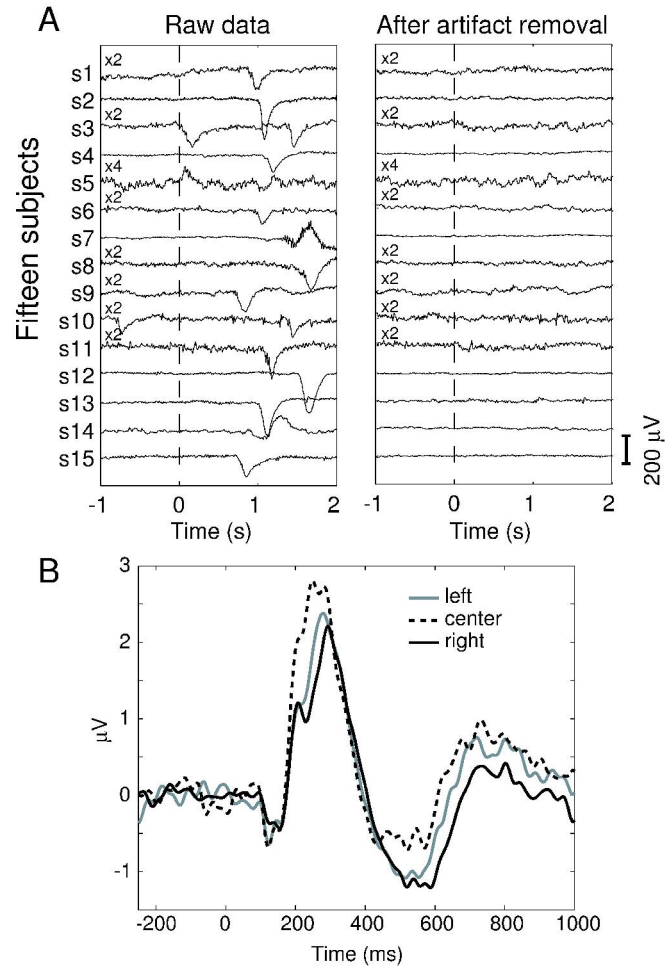 A
Raw data
After artifact removal
Fifteen subjects
s1 x2 x2
s2
s3 x2 x2
s4
s5 x4 x4
s6 x2 x2
s7
s8 x2 x2
s9 x2 x2
s10 x2 x2
s11 x2 x2
s12
s13
s14
s15
200 µV
-1 0 1 2 -1 0 1 2
Time (s) Time (s)
B
3
2
1
0
-1
µV
left
center
right
-200 0 200 400 600 800 1000
Time (ms)